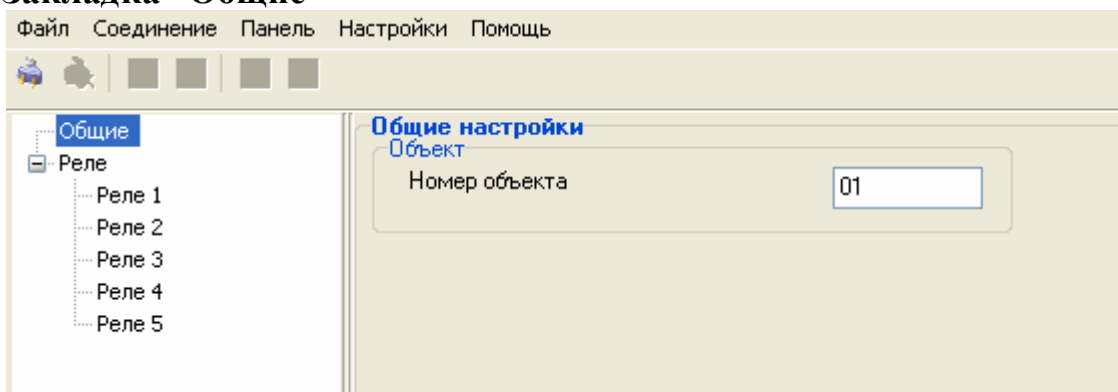 Закладка "Общие"
Файл Соединение Панель Настройки Помощь
Общие
Реле
Реле 1
Реле 2
Реле 3
Реле 4
Реле 5
Общие настройки
Объект
Номер объекта 01